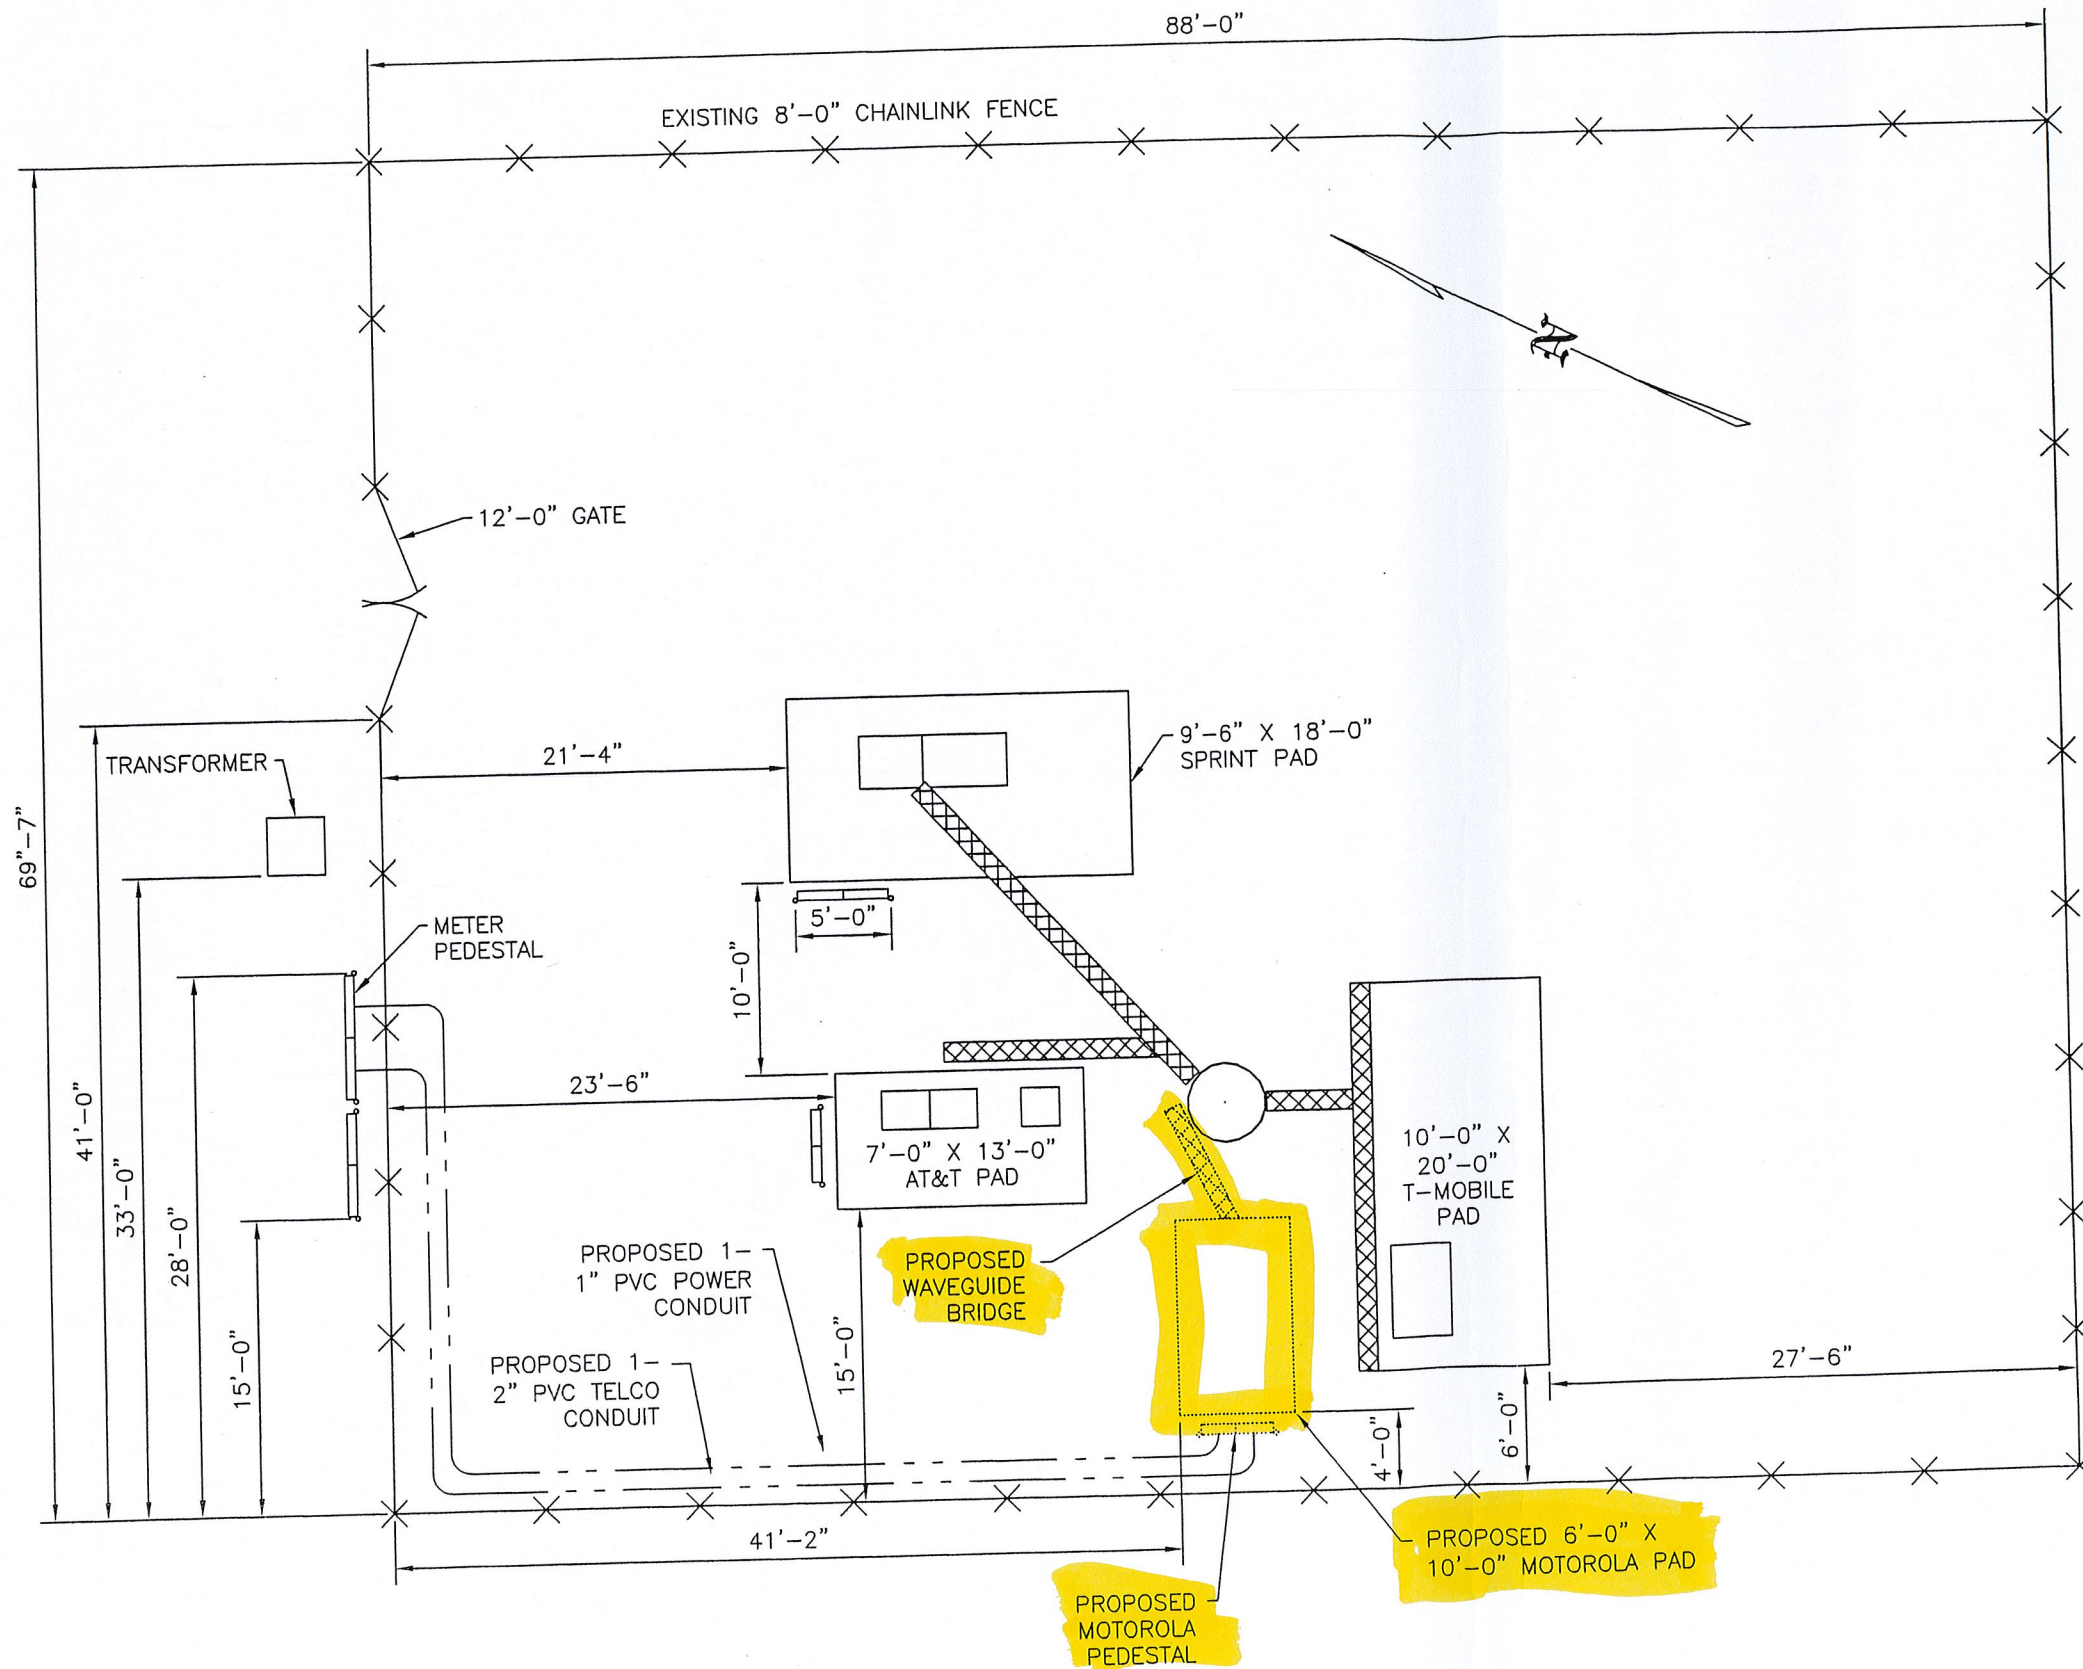 88'-0"
EXISTING 8'-0" CHAINLINK FENCE
N
12'-0" GATE
TRANSFORMER
21'-4"
9'-6" X 18'-0"
SPRINT PAD
69"-7"
METER
PEDESTAL
5'-0"
10'-0"
41'-0"
33'-0"
28'-0"
15'-0"
23'-6"
7'-0" X 13'-0"
AT&T PAD
10'-0" X
20'-0"
T-MOBILE
PAD
PROPOSED 1-
1" PVC POWER
CONDUIT
PROPOSED
WAVEGUIDE
BRIDGE
15'-0"
PROPOSED 1-
2" PVC TELCO
CONDUIT
27'-6"
4'-0"
6'-0"
41'-2"
PROPOSED 6'-0" X
10'-0" MOTOROLA PAD
PROPOSED
MOTOROLA
PEDESTAL